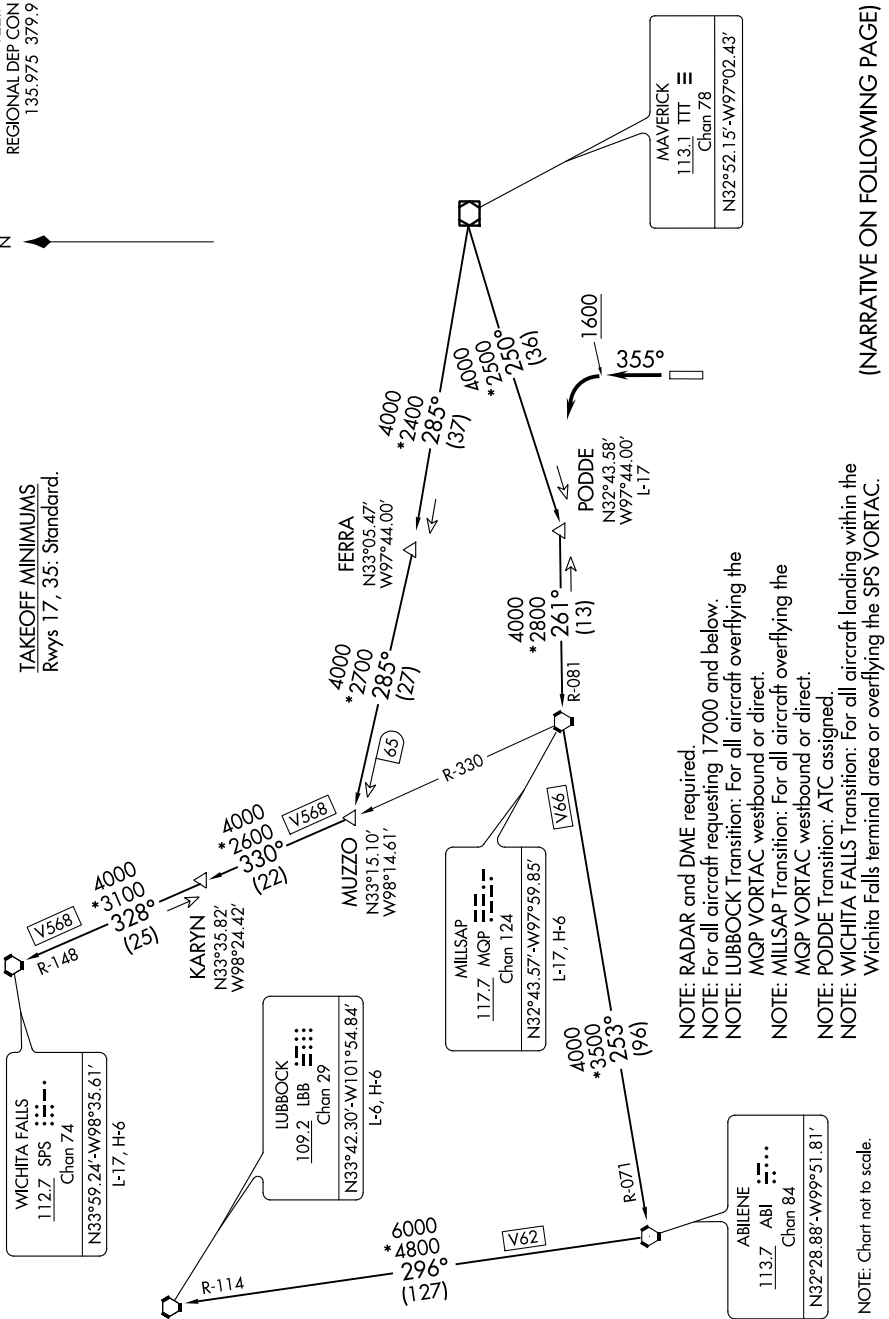 REGIONAL DEP CON
135.975 379.9
N
TAKEOFF MINIMUMS
Rwys 17, 35: Standard.
WICHITA FALLS
112.7 SPS
Chan 74
N33°59.24'-W98°35.61'
L-17, H-6
V568
R-148
4000
*3100
328°
(25)
KARYN
N33°35.82'
W98°24.42'
4000
*2600
330°
(22)
V568
MUZZO
N33°15.10'
W98°14.61'
65
4000
*2700
285°
(27)
FERRA
N33°05.47'
W97°44.00'
4000
*2400
285°
(37)
4000
*2500
250°
(36)
MAVERICK
113.1 TTT
Chan 78
N32°52.15'-W97°02.43'
1600
355°
PODDE
N32°43.58'
W97°44.00'
L-17
4000
*2800
261°
(13)
R-081
R-330
MILLSAP
117.7 MQP
Chan 124
N32°43.57'-W97°59.85'
L-17, H-6
V66
4000
*3500
253°
(96)
R-071
LUBBOCK
109.2 LBB
Chan 29
N33°42.30'-W101°54.84'
L-6, H-6
R-114
6000
*4800
296°
(127)
V62
ABILENE
113.7 ABI
Chan 84
N32°28.88'-W99°51.81'
NOTE: RADAR and DME required.
NOTE: For all aircraft requesting 17000 and below.
NOTE: LUBBOCK Transition: For all aircraft overflying the
MQP VORTAC westbound or direct.
NOTE: MILLSAP Transition: For all aircraft overflying the
MQP VORTAC westbound or direct.
NOTE: PODDE Transition: ATC assigned.
NOTE: WICHITA FALLS Transition: For all aircraft landing within the
Wichita Falls terminal area or overflying the SPS VORTAC.
NOTE: Chart not to scale.
(NARRATIVE ON FOLLOWING PAGE)